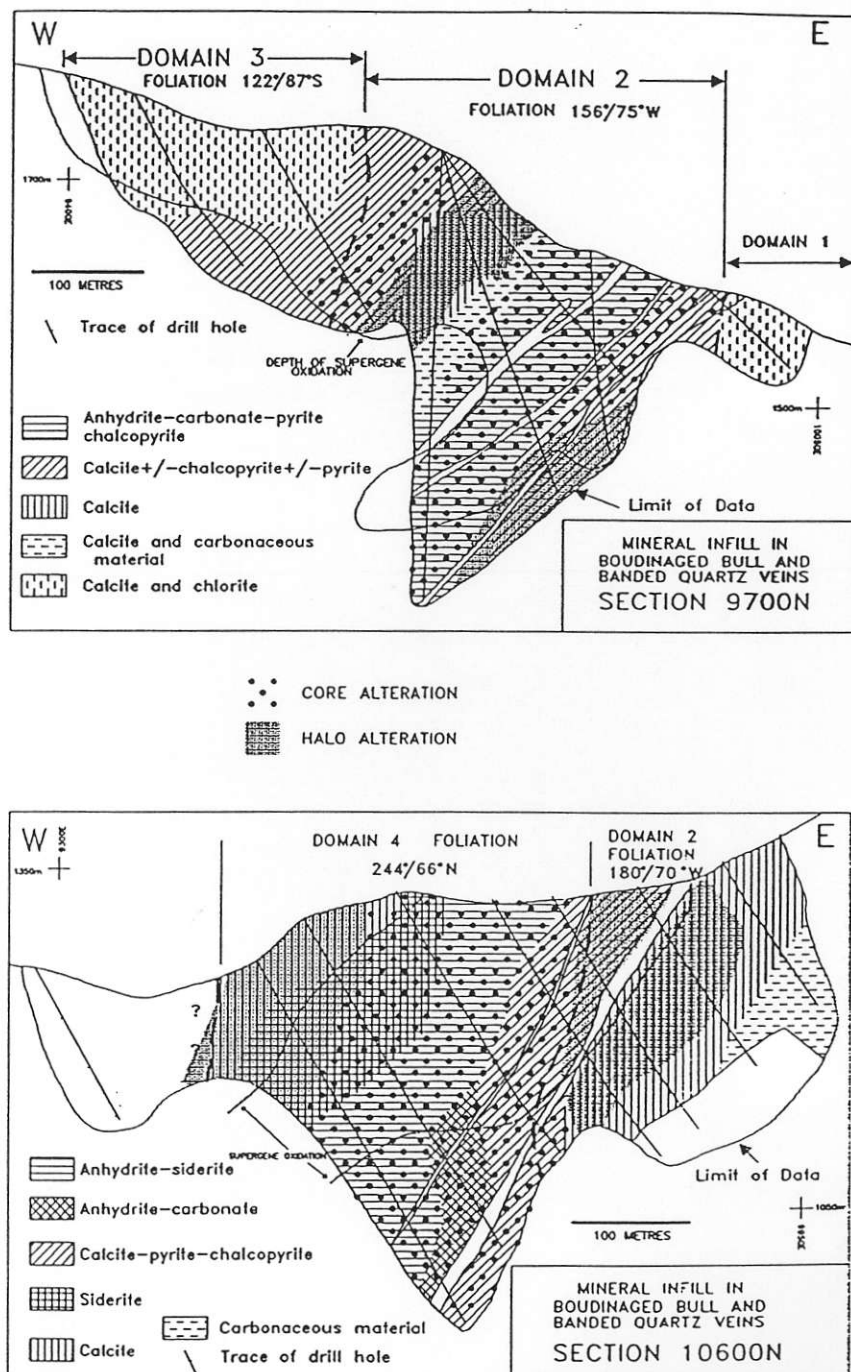 W
E
DOMAIN 3
FOLIATION 122°/87°S
DOMAIN 2
FOLIATION 156°/75°W
DOMAIN 1
1700m
100 METRES
Trace of drill hole
DEPTH OF SUPERGENE
OXIDATION
1500m
10080E
Anhydrite-carbonate-pyrite
chalcopyrite
Calcite+/-chalcopyrite+/-pyrite
Calcite
Calcite and carbonaceous
material
Calcite and chlorite
Limit of Data
MINERAL INFILL IN
BOUDINAGED BULL AND
BANDED QUARTZ VEINS
SECTION 9700N
CORE ALTERATION
HALO ALTERATION
W
E
1350m
9300E
DOMAIN 4 FOLIATION
244°/66°N
DOMAIN 2
FOLIATION
180°/70°W
?
?
SUPERGENE OXIDATION
Limit of Data
1050m
100 METRES
Anhydrite-siderite
Anhydrite-carbonate
Calcite-pyrite-chalcopyrite
Siderite
Calcite
Carbonaceous material
Trace of drill hole
MINERAL INFILL IN
BOUDINAGED BULL AND
BANDED QUARTZ VEINS
SECTION 10600N